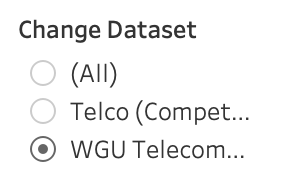 Change Dataset
(All)
Telco (Compet...
WGU Telecom...